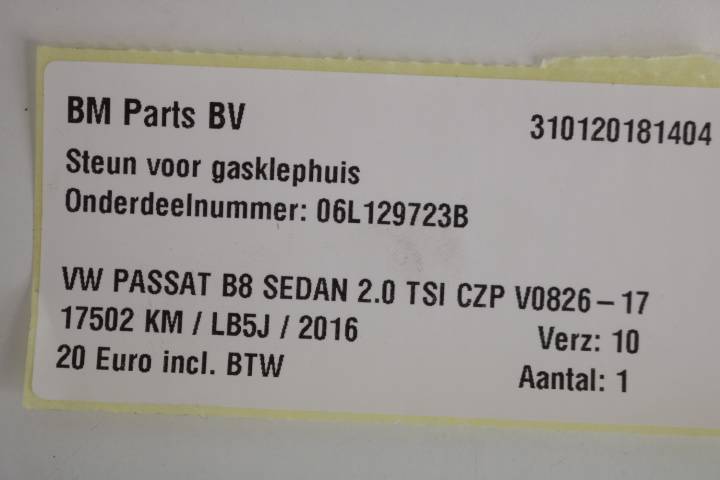 BM Parts BV 310120181404
Steun voor gasklephuis
Onderdeelnummer: 06L129723B
VW PASSAT B8 SEDAN 2.0 TSI CZP V0826-17
17502 KM / LB5J / 2016 Verz: 10
20 Euro incl. BTW Aantal: 1